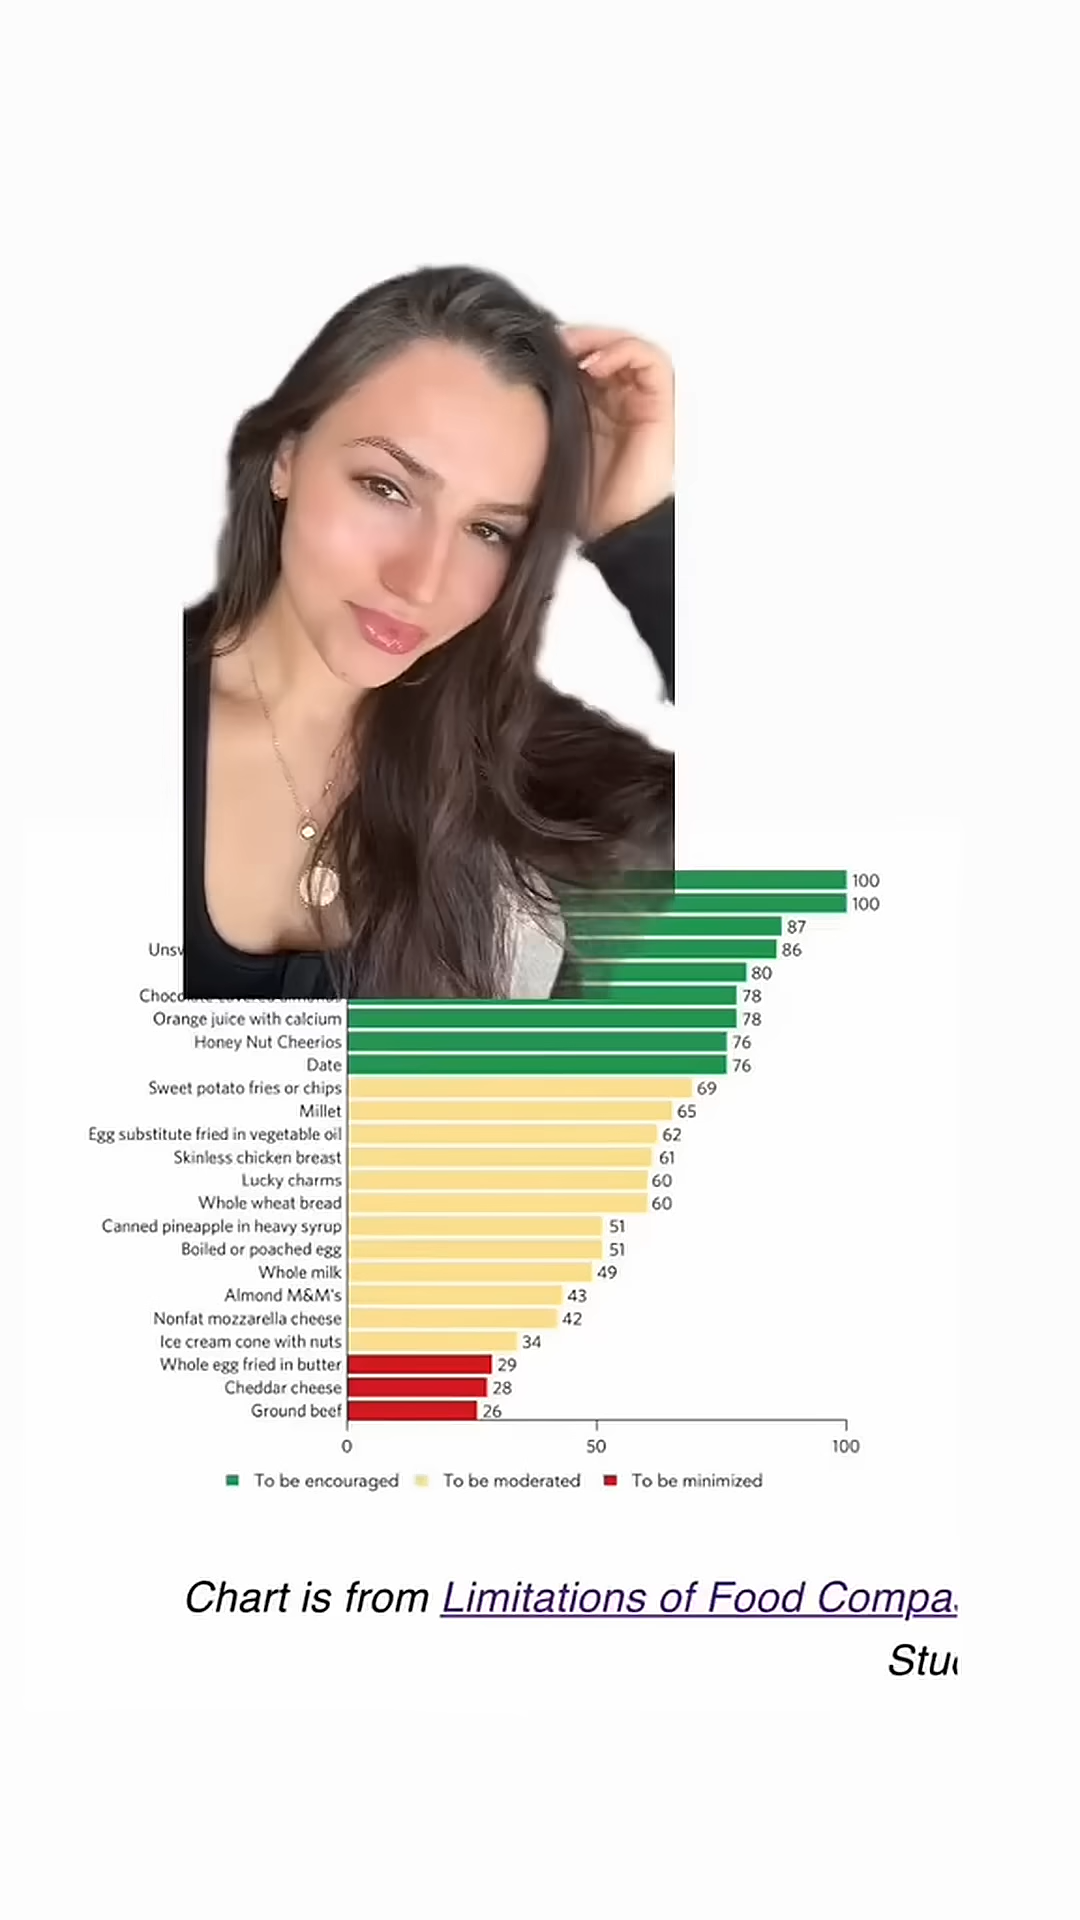 100
100
87
86
80
78
Orange juice with calcium 78
Honey Nut Cheerios 76
Date 76
Sweet potato fries or chips 69
Millet 65
Egg substitute fried in vegetable oil 62
Skinless chicken breast 61
Lucky charms 60
Whole wheat bread 60
Canned pineapple in heavy syrup 51
Boiled or poached egg 51
Whole milk 49
Almond M&M's 43
Nonfat mozzarella cheese 42
Ice cream cone with nuts 34
Whole egg fried in butter 29
Cheddar cheese 28
Ground beef 26
0 50 100
To be encouraged To be moderated To be minimized
Chart is from Limitations of Food